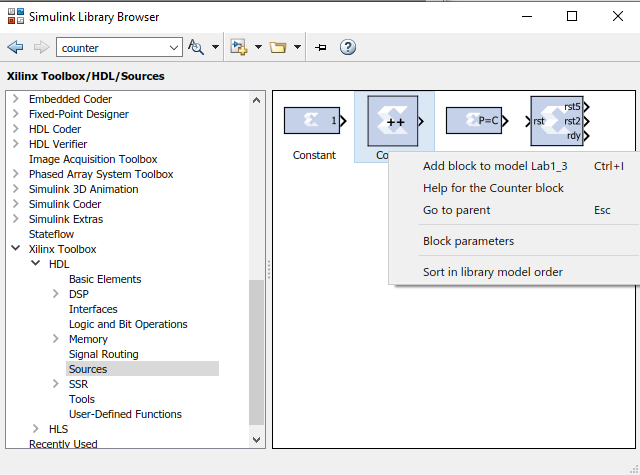 Simulink Library Browser
counter
Xilinx Toolbox/HDL/Sources
Embedded Coder
Fixed-Point Designer
HDL Coder
HDL Verifier
Image Acquisition Toolbox
Phased Array System Toolbox
Simulink 3D Animation
Simulink Coder
Simulink Extras
Stateflow
Xilinx Toolbox
HDL
Basic Elements
DSP
Interfaces
Logic and Bit Operations
Memory
Signal Routing
Sources
SSR
Tools
User-Defined Functions
HLS
Recently Used
1
++
P=C
rst
rst5
rst2
rdy
Constant
Co
Add block to model Lab1_3 Ctrl+I
Help for the Counter block
Go to parent Esc
Block parameters
Sort in library model order